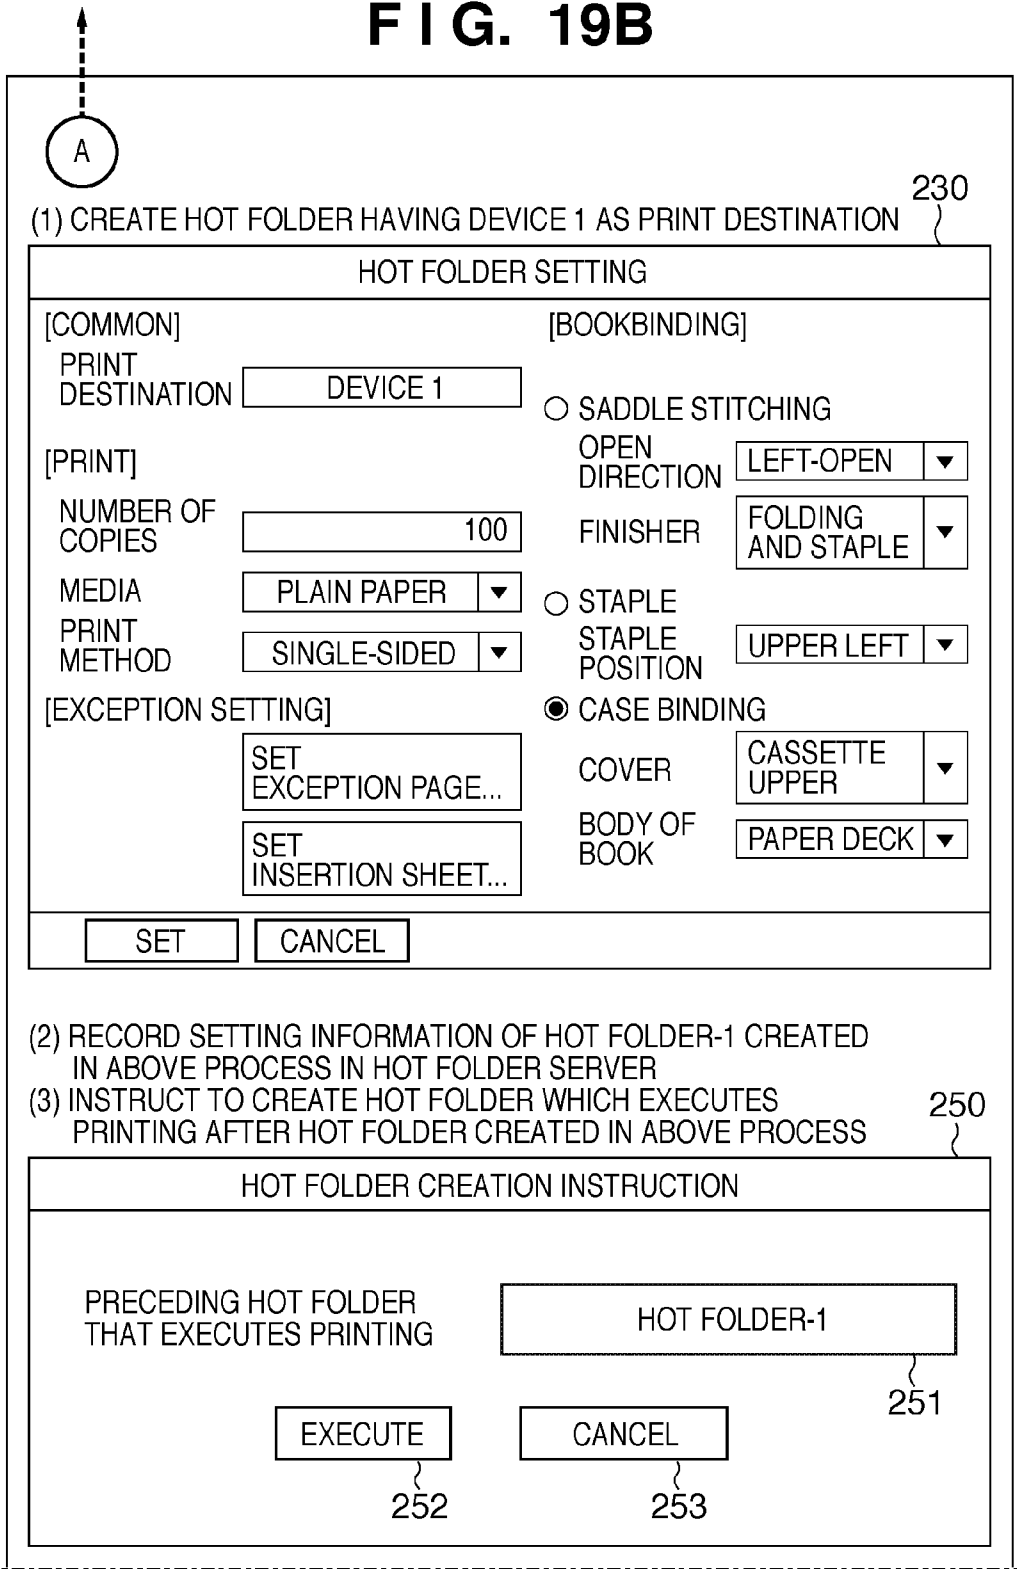 FIG. 19B
A
230
(1) CREATE HOT FOLDER HAVING DEVICE 1 AS PRINT DESTINATION
HOT FOLDER SETTING
[COMMON]
PRINT
DESTINATION
DEVICE 1
[PRINT]
NUMBER OF
COPIES
100
MEDIA
PLAIN PAPER
PRINT
METHOD
SINGLE-SIDED
[EXCEPTION SETTING]
SET
EXCEPTION PAGE...
SET
INSERTION SHEET...
[BOOKBINDING]
SADDLE STITCHING
OPEN
DIRECTION
LEFT-OPEN
FINISHER
FOLDING
AND STAPLE
STAPLE
STAPLE
POSITION
UPPER LEFT
CASE BINDING
COVER
CASSETTE
UPPER
BODY OF
BOOK
PAPER DECK
SET
CANCEL
(2) RECORD SETTING INFORMATION OF HOT FOLDER-1 CREATED
IN ABOVE PROCESS IN HOT FOLDER SERVER
(3) INSTRUCT TO CREATE HOT FOLDER WHICH EXECUTES
PRINTING AFTER HOT FOLDER CREATED IN ABOVE PROCESS
250
HOT FOLDER CREATION INSTRUCTION
PRECEDING HOT FOLDER
THAT EXECUTES PRINTING
HOT FOLDER-1
251
EXECUTE
CANCEL
252
253